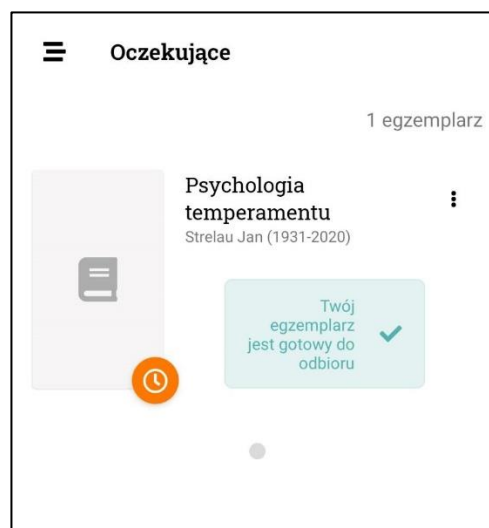 Oczekujące
1 egzemplarz
Psychologia
temperamentu
Strelau Jan (1931-2020)
Twój
egzemplarz
jest gotowy do
odbioru